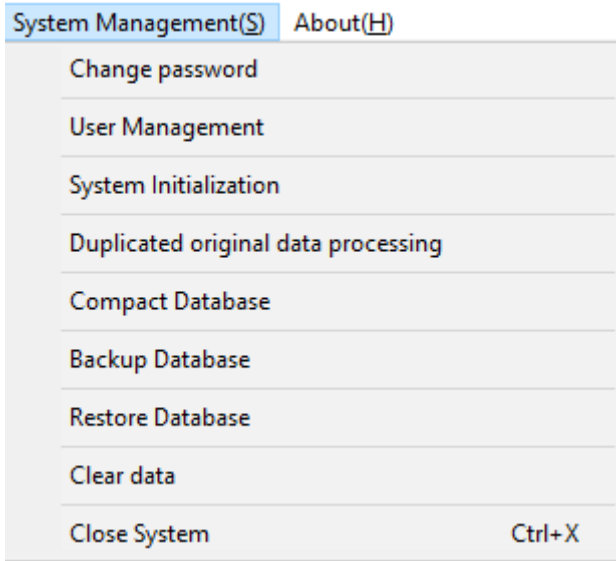 System Management(S) About(H)
Change password
User Management
System Initialization
Duplicated original data processing
Compact Database
Backup Database
Restore Database
Clear data
Close System Ctrl+X